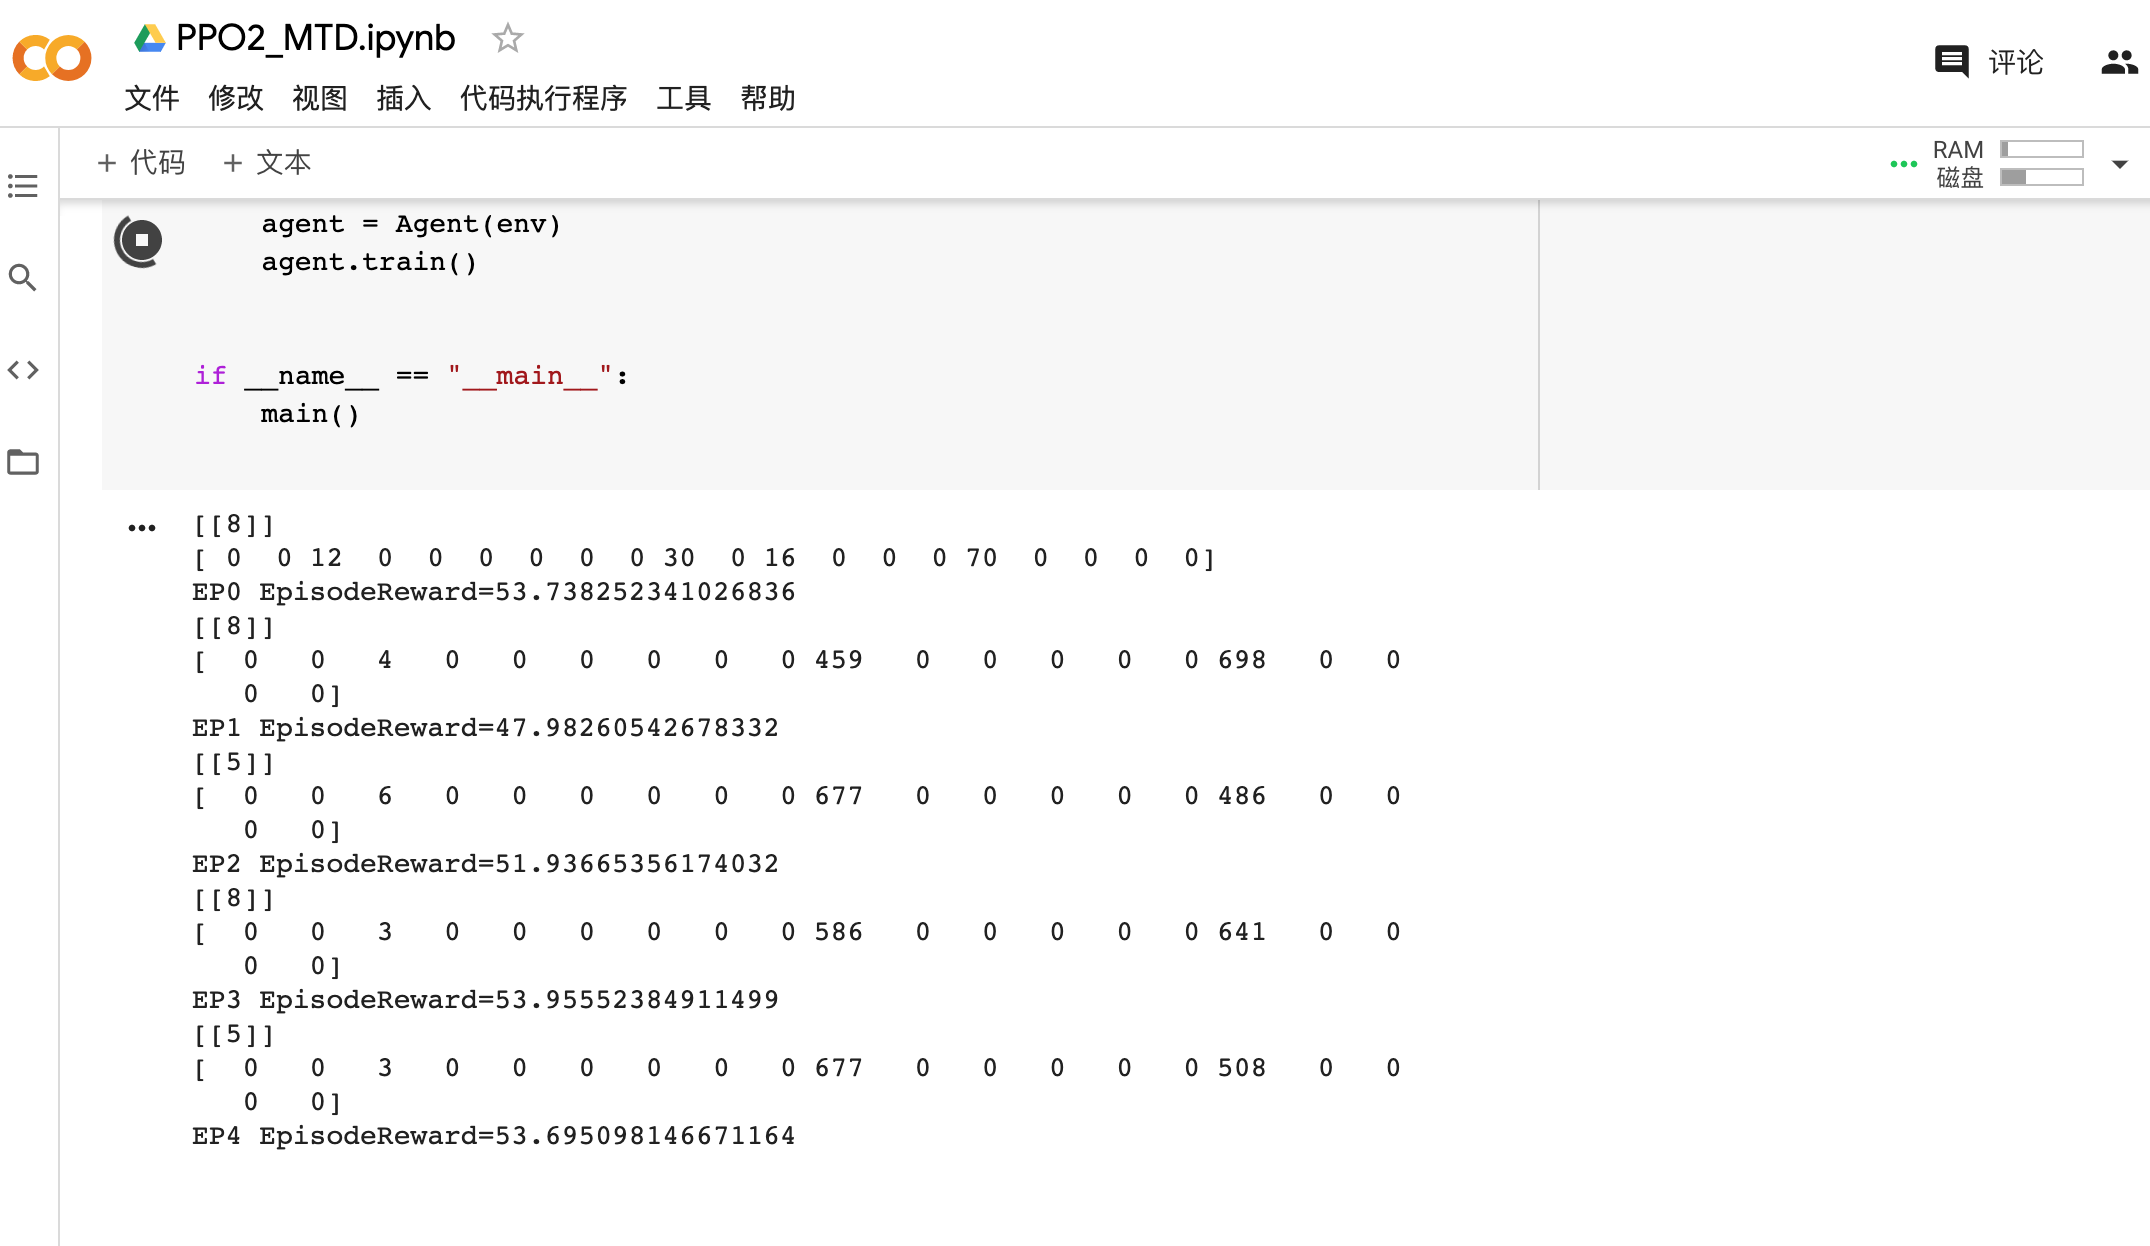 PPO2_MTD.ipynb
文件 修改 视图 插入 代码执行程序 工具 帮助
评论
+ 代码 + 文本
RAM
磁盘
agent = Agent(env)
agent.train()
if __name__ == "__main__":
main()
[[8]]
[ 0 0 12 0 0 0 0 0 0 30 0 16 0 0 0 70 0 0 0 0]
EP0 EpisodeReward=53.738252341026836
[[8]]
[ 0 0 4 0 0 0 0 0 0 459 0 0 0 0 0 698 0 0
0 0]
EP1 EpisodeReward=47.98260542678332
[[5]]
[ 0 0 6 0 0 0 0 0 0 677 0 0 0 0 0 486 0 0
0 0]
EP2 EpisodeReward=51.93665356174032
[[8]]
[ 0 0 3 0 0 0 0 0 0 586 0 0 0 0 0 641 0 0
0 0]
EP3 EpisodeReward=53.95552384911499
[[5]]
[ 0 0 3 0 0 0 0 0 0 677 0 0 0 0 0 508 0 0
0 0]
EP4 EpisodeReward=53.695098146671164